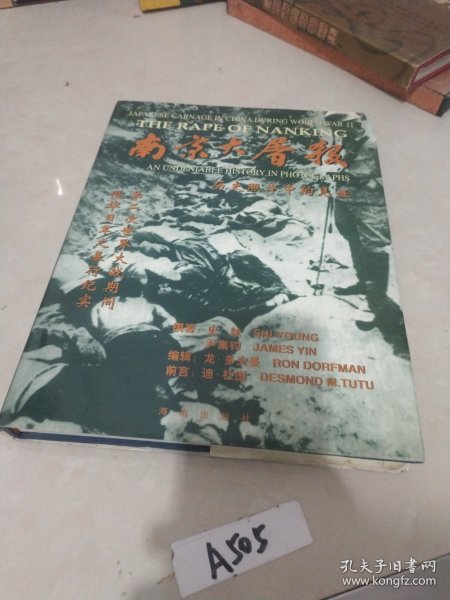 JAPANESE CARNAGE IN CHINA DURING WORLD WAR II
THE RAPE OF NANKING
南京大屠殺
AN UNDENIABLE HISTORY IN PHOTOGRAPHS
历史照片中的见证
第二次世界大战期间
侵华日军之暴行纪实
撰者：史 SHI YOUNG
尹集钧 JAMES YIN
编辑：龙·多夫曼 RON DORFMAN
前言：迪·杜图 DESMOND M.TUTU
海南出版社
A505
孔夫子旧书网
www.kongfz.com